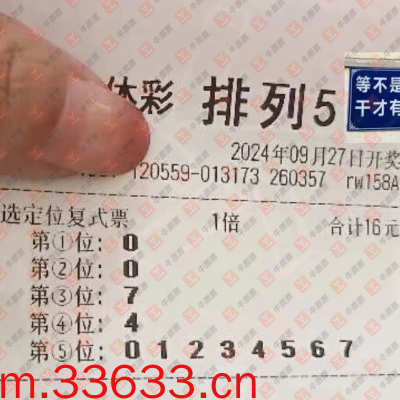 体彩 排列5
等不是
干才有
2024年09月27日开奖
120559-013173 260357 rw158A
选定位复式票 1倍 合计16元
第①位: 0
第②位: 0
第③位: 7
第④位: 4
第⑤位: 0 1 2 3 4 5 6 7
m.33633.cn